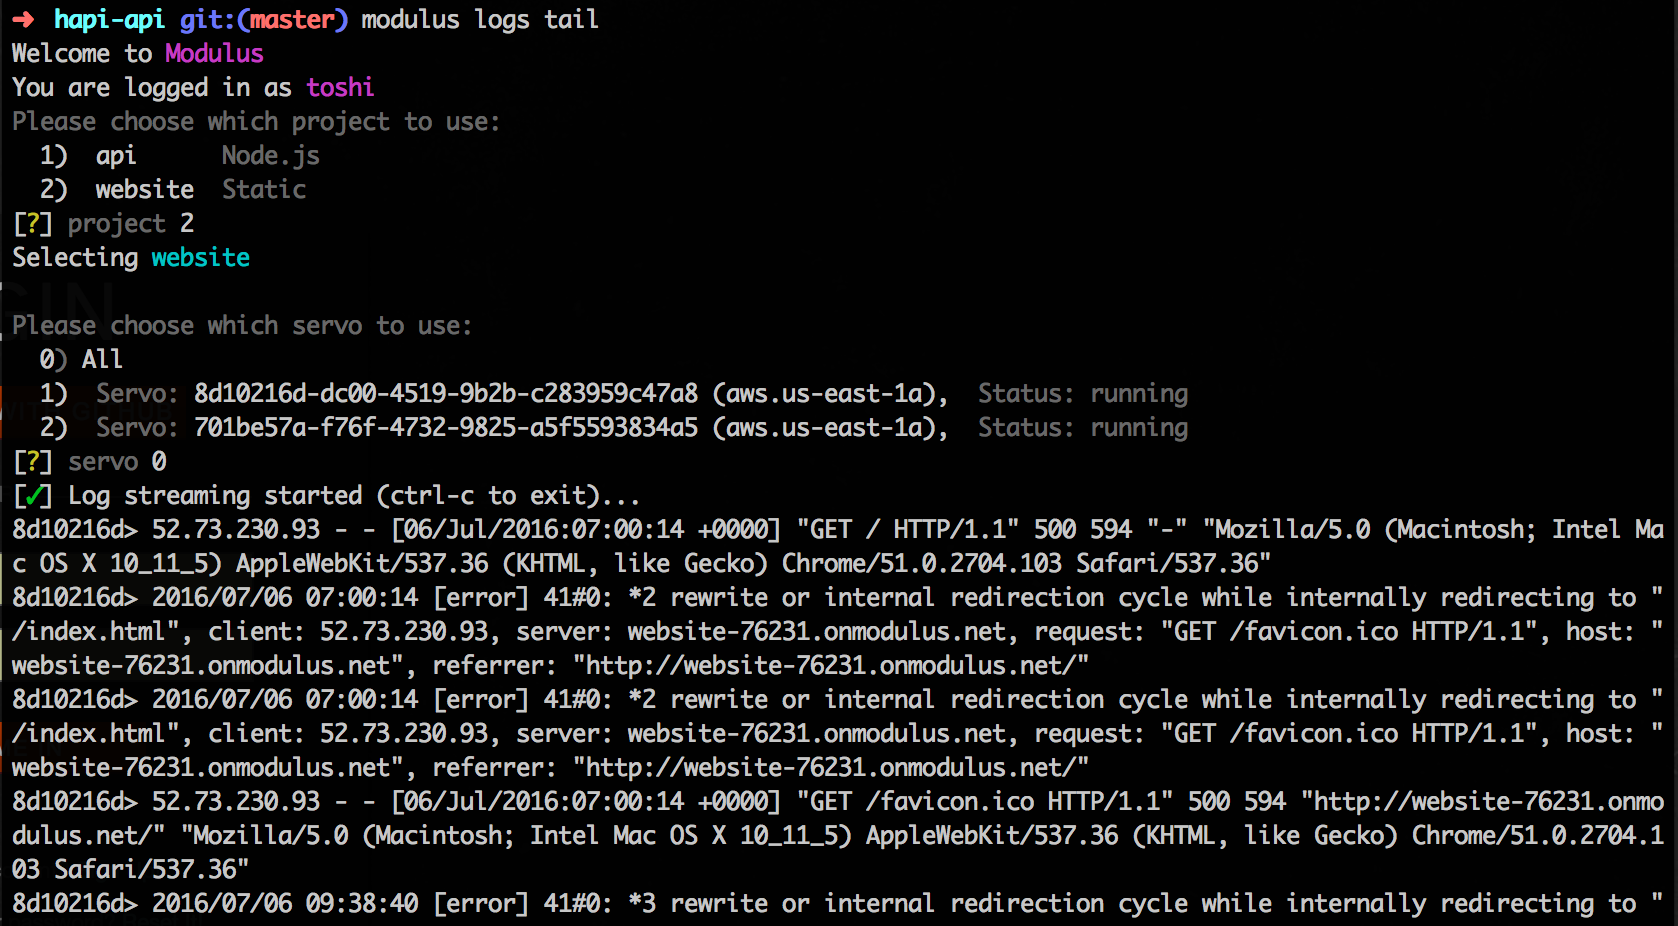 ➜ hapi-api git:(master) modulus logs tail
Welcome to Modulus
You are logged in as toshi
Please choose which project to use:
  1)  api      Node.js
  2)  website  Static
[?] project 2
Selecting website
Please choose which servo to use:
  0) All
  1)  Servo: 8d10216d-dc00-4519-9b2b-c283959c47a8 (aws.us-east-1a),  Status: running
  2)  Servo: 701be57a-f76f-4732-9825-a5f5593834a5 (aws.us-east-1a),  Status: running
[?] servo 0
[✓] Log streaming started (ctrl-c to exit)...
8d10216d> 52.73.230.93 - - [06/Jul/2016:07:00:14 +0000] "GET / HTTP/1.1" 500 594 "-" "Mozilla/5.0 (Macintosh; Intel Ma
c OS X 10_11_5) AppleWebKit/537.36 (KHTML, like Gecko) Chrome/51.0.2704.103 Safari/537.36"
8d10216d> 2016/07/06 07:00:14 [error] 41#0: *2 rewrite or internal redirection cycle while internally redirecting to "
/index.html", client: 52.73.230.93, server: website-76231.onmodulus.net, request: "GET /favicon.ico HTTP/1.1", host: "
website-76231.onmodulus.net", referrer: "http://website-76231.onmodulus.net/"
8d10216d> 2016/07/06 07:00:14 [error] 41#0: *2 rewrite or internal redirection cycle while internally redirecting to "
/index.html", client: 52.73.230.93, server: website-76231.onmodulus.net, request: "GET /favicon.ico HTTP/1.1", host: "
website-76231.onmodulus.net", referrer: "http://website-76231.onmodulus.net/"
8d10216d> 52.73.230.93 - - [06/Jul/2016:07:00:14 +0000] "GET /favicon.ico HTTP/1.1" 500 594 "http://website-76231.onmo
dulus.net/" "Mozilla/5.0 (Macintosh; Intel Mac OS X 10_11_5) AppleWebKit/537.36 (KHTML, like Gecko) Chrome/51.0.2704.1
03 Safari/537.36"
8d10216d> 2016/07/06 09:38:40 [error] 41#0: *3 rewrite or internal redirection cycle while internally redirecting to "